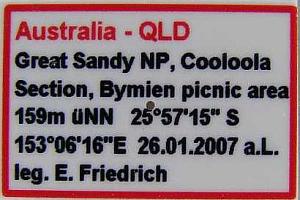 Australia - QLD
Great Sandy NP, Cooloola
Section, Bymien picnic area
159m üNN 25°57'15" S
153°06'16"E 26.01.2007 a.L.
leg. E. Friedrich